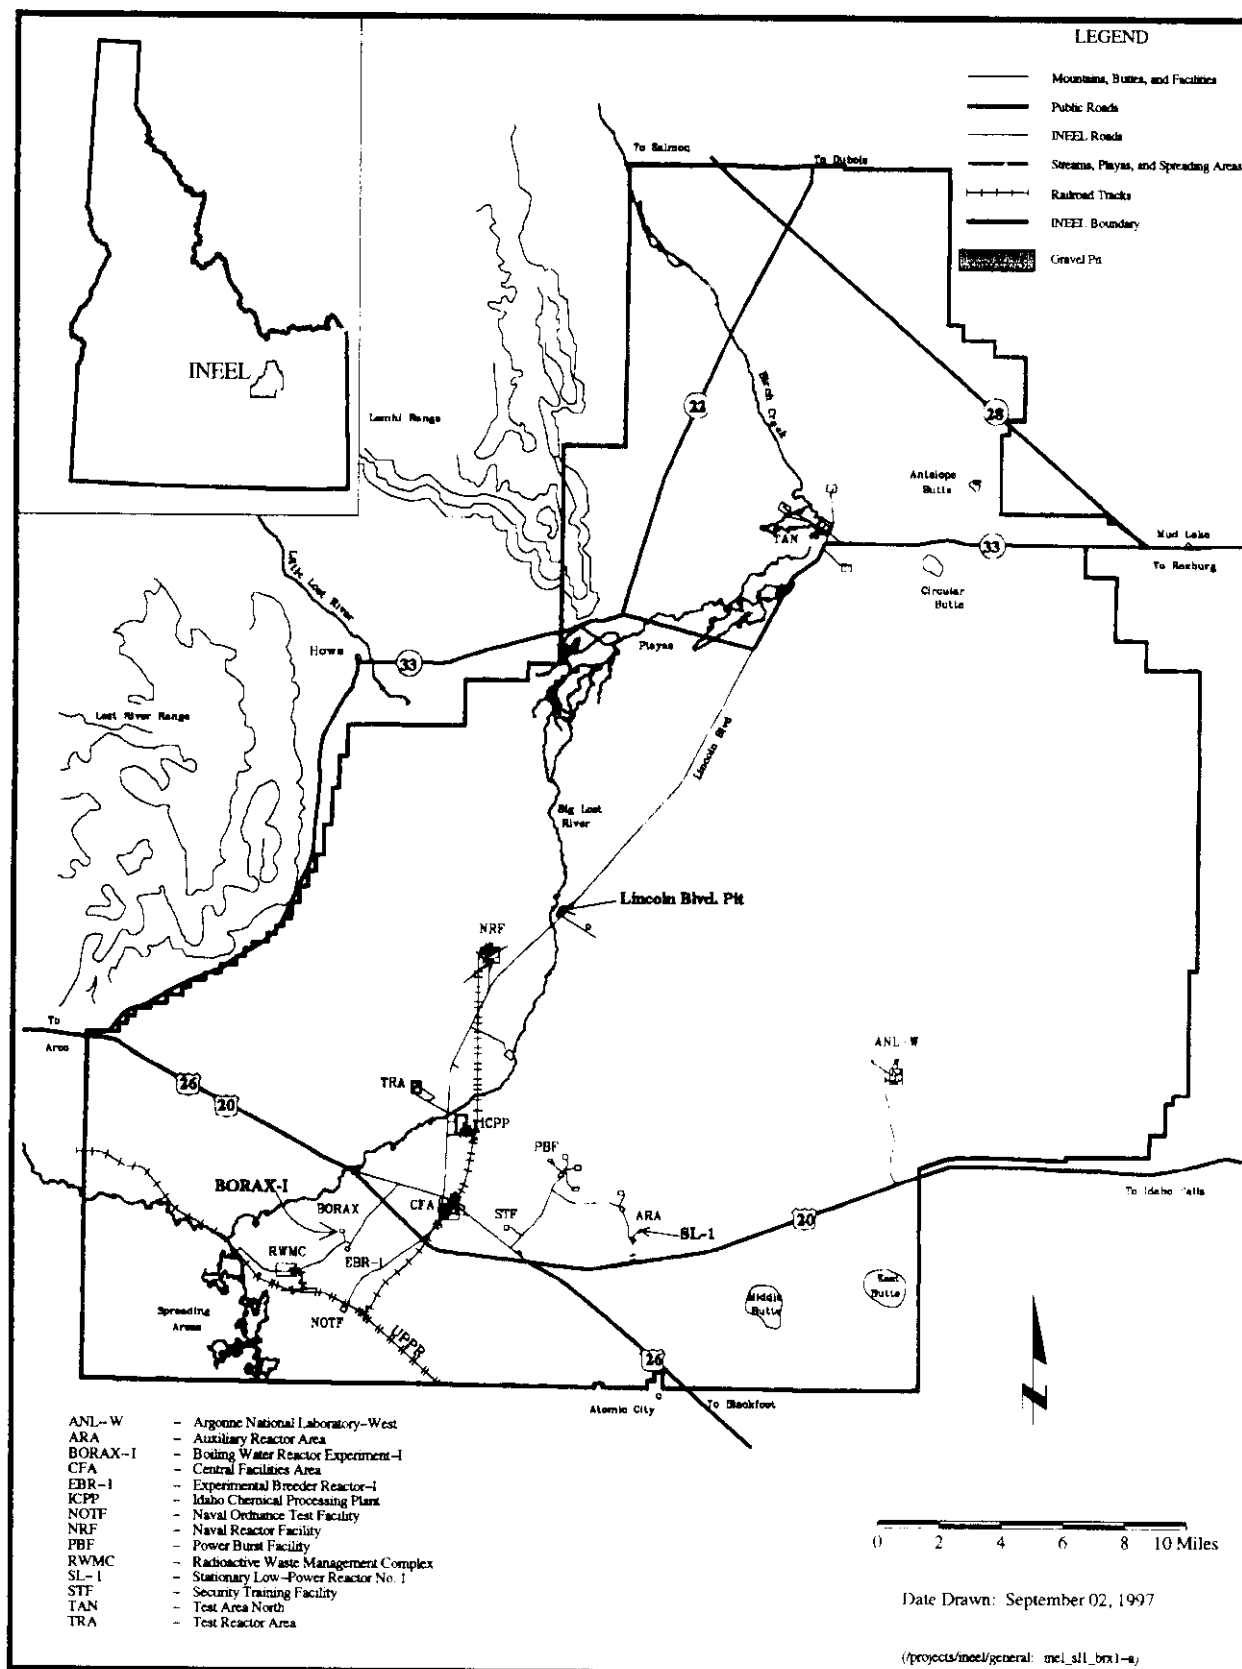 LEGEND
Mountains, Buttes, and Facilities
Public Roads
INEEL Roads
Streams, Playas, and Spreading Areas
Railroad Tracks
INEEL Boundary
Gravel Pit
To Salmon
To Dubois
INEEL
Lemhi Range
22
Birch Creek
28
Antelope
Butte
TAN
33
Mud Lake
To Rexburg
Circular
Butte
Little Lost River
Howe
33
Playas
Lost River Range
Lincoln Blvd
Big Lost
River
Lincoln Blvd. Pit
NRF
To
Arco
ANL-W
26
20
TRA
ICPP
PBF
BORAX-I
BORAX
CFA
STF
ARA
SL-1
20
To Idaho Falls
RWMC
EBR-I
East
Butte
Middle
Butte
Spreading
Areas
NOTF
UPPR
26
Atomic City
To Blackfoot
ANL-W - Argonne National Laboratory-West
ARA - Auxiliary Reactor Area
BORAX-I - Boiling Water Reactor Experiment-I
CFA - Central Facilities Area
EBR-I - Experimental Breeder Reactor-I
ICPP - Idaho Chemical Processing Plant
NOTF - Naval Ordnance Test Facility
NRF - Naval Reactor Facility
PBF - Power Burst Facility
RWMC - Radioactive Waste Management Complex
SL-1 - Stationary Low-Power Reactor No. 1
STF - Security Training Facility
TAN - Test Area North
TRA - Test Reactor Area
0 2 4 6 8 10 Miles
N
Date Drawn: September 02, 1997
(/projects/ineel/general: me1_sl1_brx1-a)